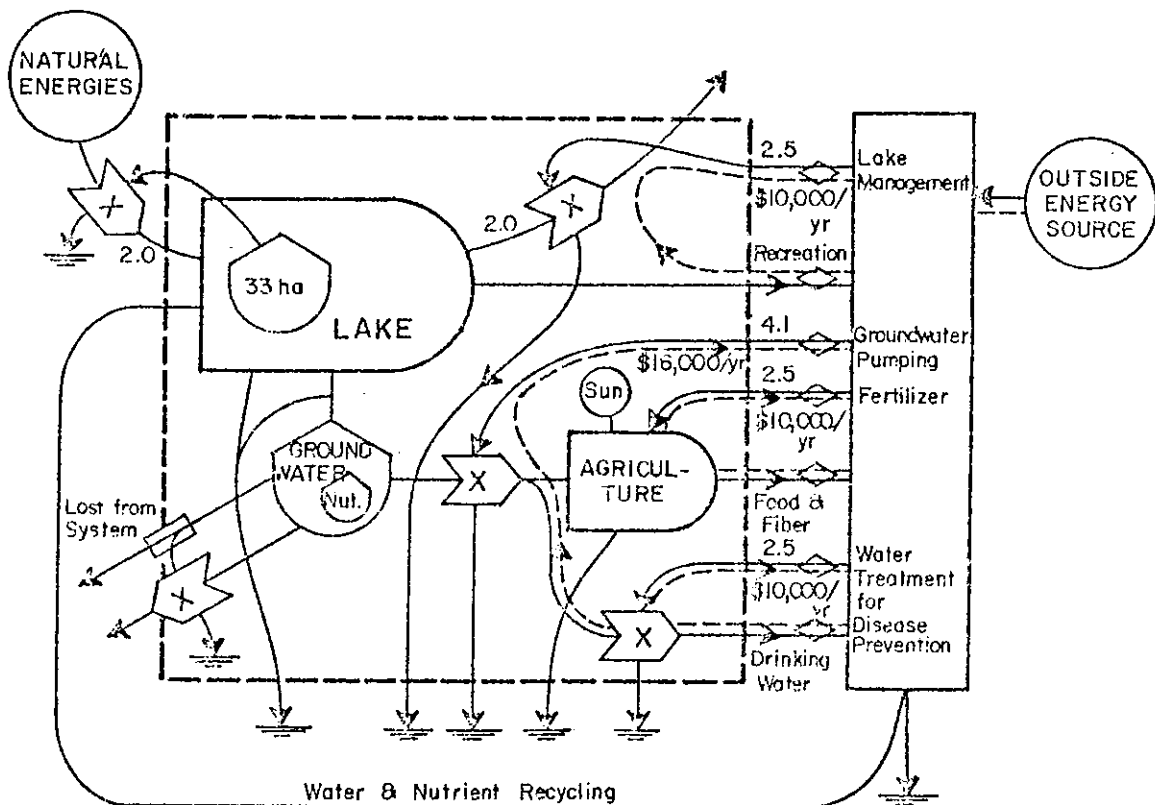 NATURAL
ENERGIES
X
2.0
33 ha
LAKE
2.0
X
2.5
Lake
Management
$10,000/
yr
OUTSIDE
ENERGY
SOURCE
Recreation
4.1
Groundwater
Pumping
$16,000/yr
2.5
Fertilizer
$10,000/
yr
Sun
GROUND
WATER
Nut.
X
AGRICUL-
TURE
Food &
Fiber
Lost from
System
X
2.5
Water
Treatment
for
Disease
Prevention
$10,000/
yr
X
Drinking
Water
Water & Nutrient Recycling